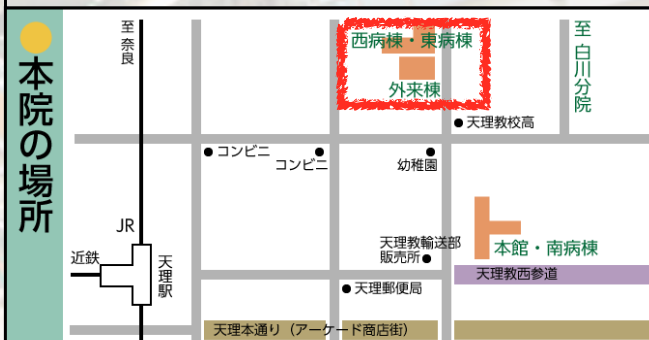 本院の場所
至 奈良
西病棟・東病棟
外来棟
至 白川分院
天理教校高
コンビニ
コンビニ
幼稚園
JR
近鉄
天理駅
天理教輸送部
販売所
本館・南病棟
天理教西参道
天理郵便局
天理本通り（アーケード商店街）